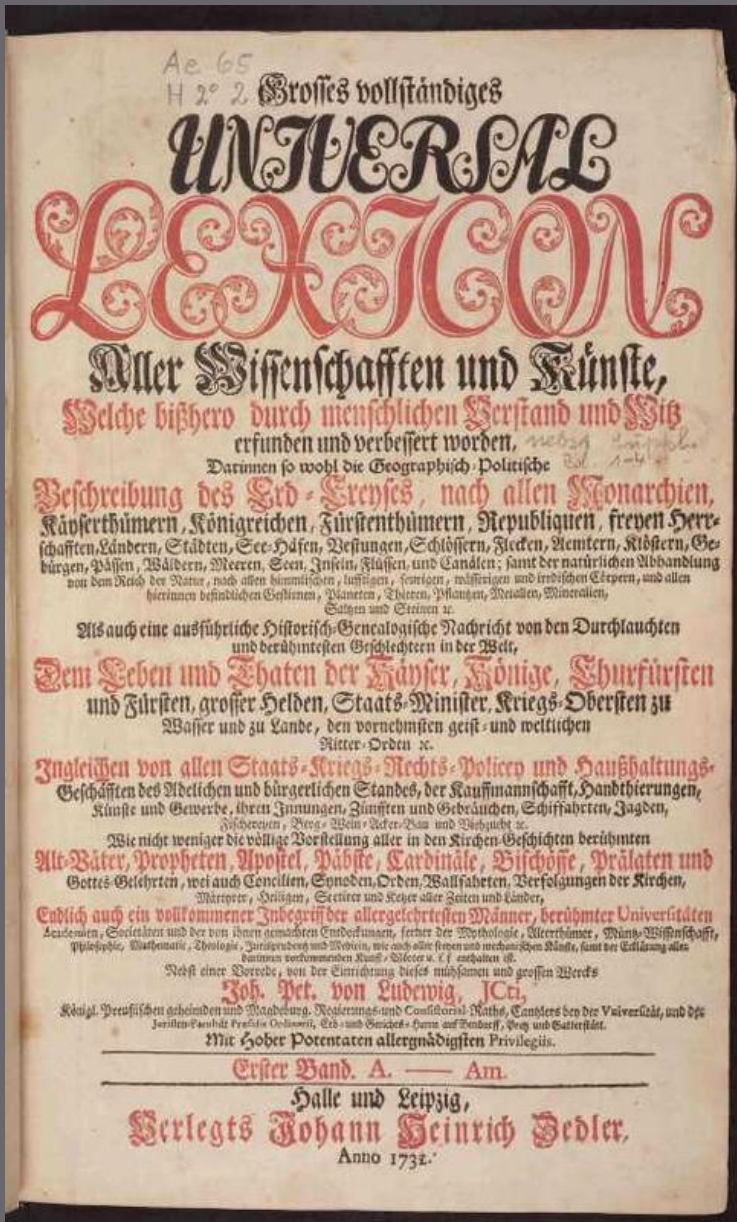 Ac 65
H 2° 2
Grosses vollständiges
UNIVERSAL
LEXICON
Aller Wissenschafften und Künste,
Welche bißhero durch menschlichen Verstand und Witz
erfunden und verbessert worden,
Darinnen so wohl die Geographisch-Politische
Beschreibung des Erd-Creyses, nach allen Monarchien,
Käyserthümern, Königreichen, Fürstenthümern, Republiquen, freyen Herr-
schafften, Ländern, Städten, See-Häfen, Vestungen, Schlössern, Flecken, Aemtern, Klöstern, Ge-
bürgen, Pässen, Wäldern, Meeren, Seen, Inseln, Flüssen, und Canälen; samt der natürlichen Abhandlung
von dem Reich der Natur, nach allen himmlischen, lufftigen, feurigen, wässerigen und irrdischen Cörpern, und allen
hierinnen befindlichen Gestirnen, Planeten, Thieren, Pflantzen, Metallen, Mineralien,
Saltzen und Steinen ꝛc.
Als auch eine ausführliche Historisch-Genealogische Nachricht von den Durchlauchten
und berühmtesten Geschlechtern in der Welt,
Dem Leben und Thaten der Käyser, Könige, Churfürsten
und Fürsten, grosser Helden, Staats-Minister, Kriegs-Obersten zu
Wasser und zu Lande, den vornehmsten geist- und weltlichen
Ritter-Orden ꝛc.
Ingleichen von allen Staats-Kriegs-Rechts-Policey und Haußhaltungs-
Geschäfften des Adelichen und bürgerlichen Standes, der Kauffmannschafft, Handthierungen,
Künste und Gewerbe, ihren Innungen, Zünfften und Gebräuchen, Schiffahrten, Jagden,
Fischereyen, Berg-Wein-Acker-Bau und Viehzucht ꝛc.
Wie nicht weniger die völlige Vorstellung aller in den Kirchen-Geschichten berühmten
Alt-Väter, Propheten, Apostel, Päbste, Cardinäle, Bischöffe, Prälaten und
Gottes-Gelehrten, wei auch Concilien, Synoden, Orden, Wallfahrten, Verfolgungen der Kirchen,
Märtyrer, Heiligen, Sectirer und Ketzer aller Zeiten und Länder,
Endlich auch ein vollkommener Inbegriff der allergelehrtesten Männer, berühmter Universitäten
Academien, Societäten und der von ihnen gemachten Entdeckungen, ferner der Mythologie, Alterthümer, Müntz-Wissenschafft,
Philosophie, Mathematic, Theologie, Jurisprudentz und Medicin, wie auch aller freyen und mechanischen Künste, samt der Erklärung aller
darinnen vorkommenden Kunst-Wörter u. s. f. enthalten ist.
Nebst einer Vorrede, von der Einrichtung dieses mühsamen und grossen Wercks
Joh. Pet. von Ludewig, JCti,
Königl. Preußischen geheimden und Magdeburg. Regierungs-und Consistorial-Raths, Cantzlers bey der Universität, und der
Juristen-Facultät Præsidis Ordinarii, Erb- und Gerichts-Herrn auf Bendorff, Pretz und Gatterstätt.
Mit Hoher Potentaten allergnädigsten Privilegiis.
Erster Band. A. — Am.
Halle und Leipzig,
Verlegts Johann Heinrich Zedler,
Anno 1732.